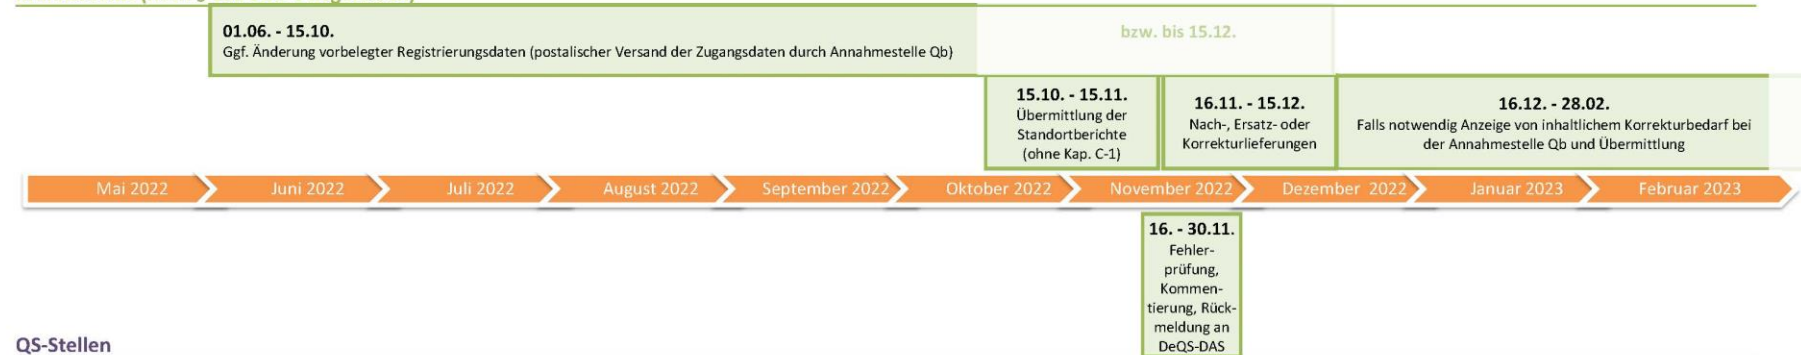 01.06. - 15.10.
Ggf. Änderung vorbelegter Registrierungsdaten (postalischer Versand der Zugangsdaten durch Annahmestelle Qb)
bzw. bis 15.12.
15.10. - 15.11.
Übermittlung der
Standortberichte
(ohne Kap. C-1)
16.11. - 15.12.
Nach-, Ersatz- oder
Korrekturlieferungen
16.12. - 28.02.
Falls notwendig Anzeige von inhaltlichem Korrekturbedarf bei
der Annahmestelle Qb und Übermittlung
Mai 2022
Juni 2022
Juli 2022
August 2022
September 2022
Oktober 2022
November 2022
Dezember 2022
Januar 2023
Februar 2023
16. - 30.11.
Fehler-
prüfung,
Kommen-
tierung, Rück-
meldung an
DeQS-DAS
QS-Stellen